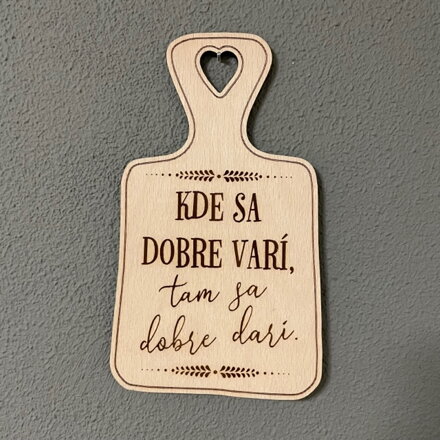 KDE SA
DOBRE VARÍ,
tam sa
dobre darí.